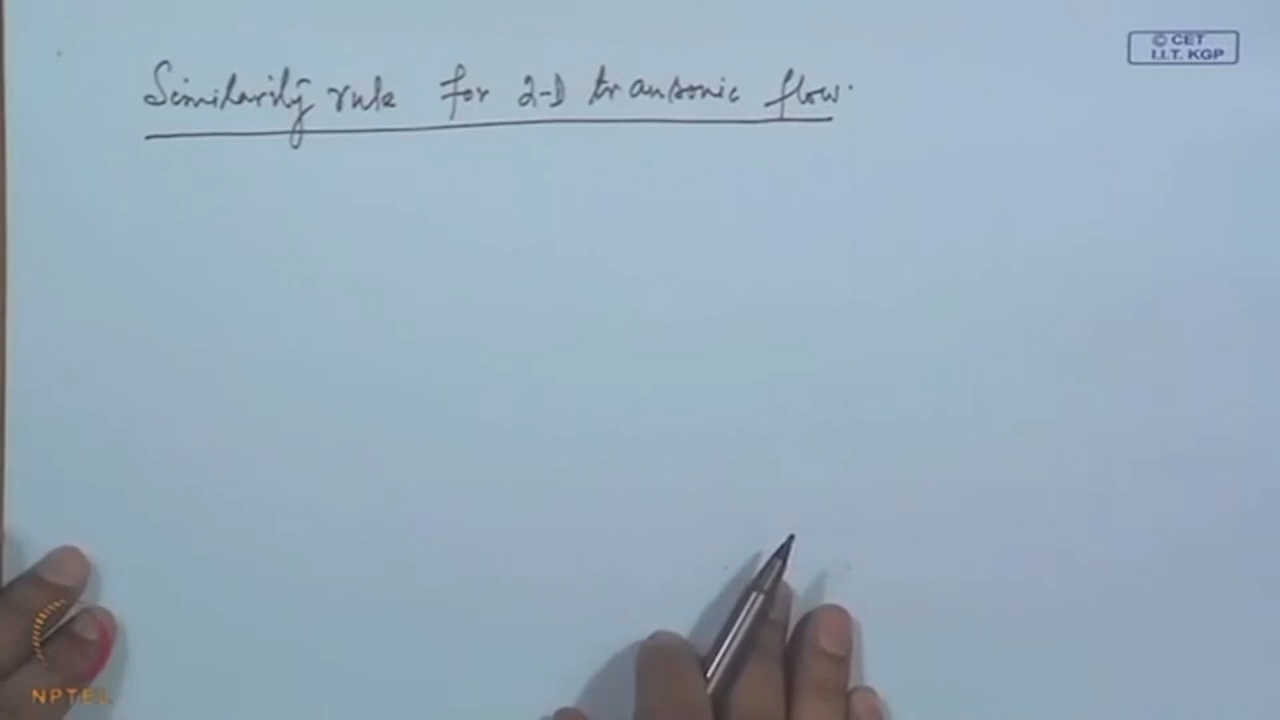 © CET
I.I.T. KGP
Similarity rule for 2-D transonic flow.
NPTEL